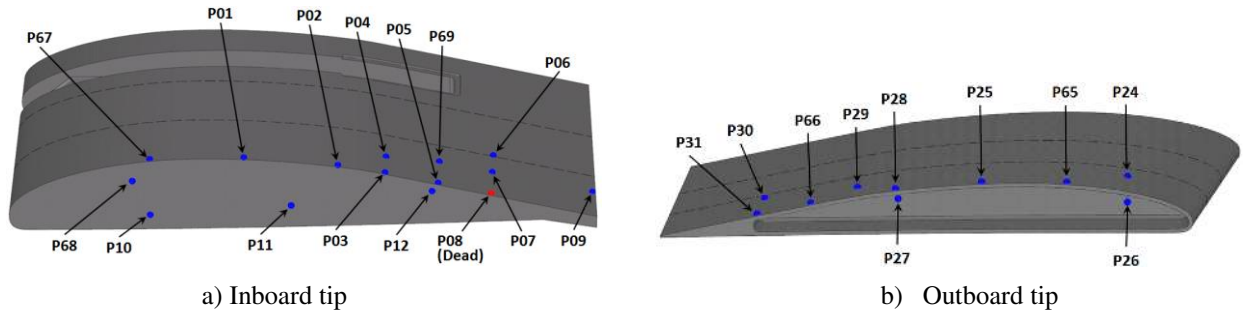 P67
P01
P02
P04
P05
P69
P06
P68
P10
P11
P03
P12
P08
(Dead)
P07
P09
a) Inboard tip
P31
P30
P66
P29
P28
P25
P65
P24
P27
P26
b) Outboard tip